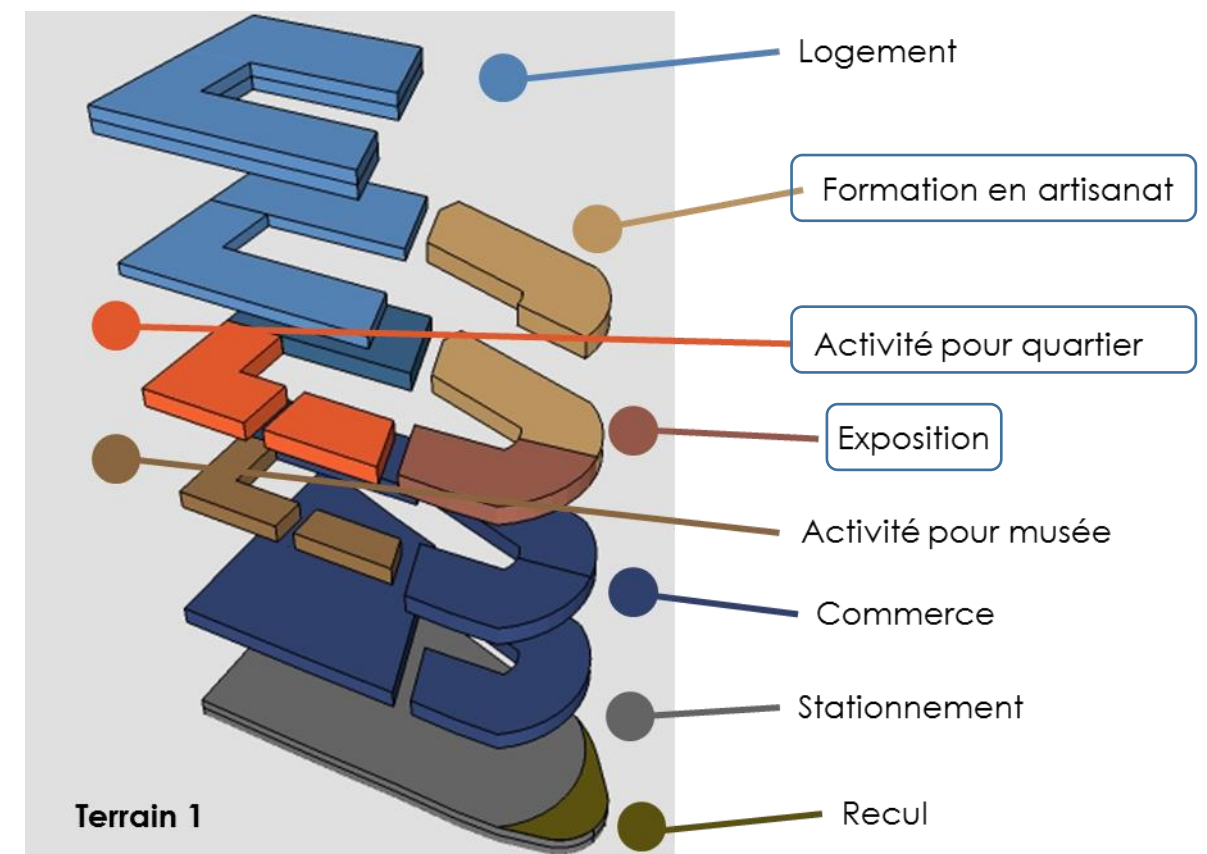 Logement
Formation en artisanat
Activité pour quartier
Exposition
Activité pour musée
Commerce
Stationnement
Recul
Terrain 1